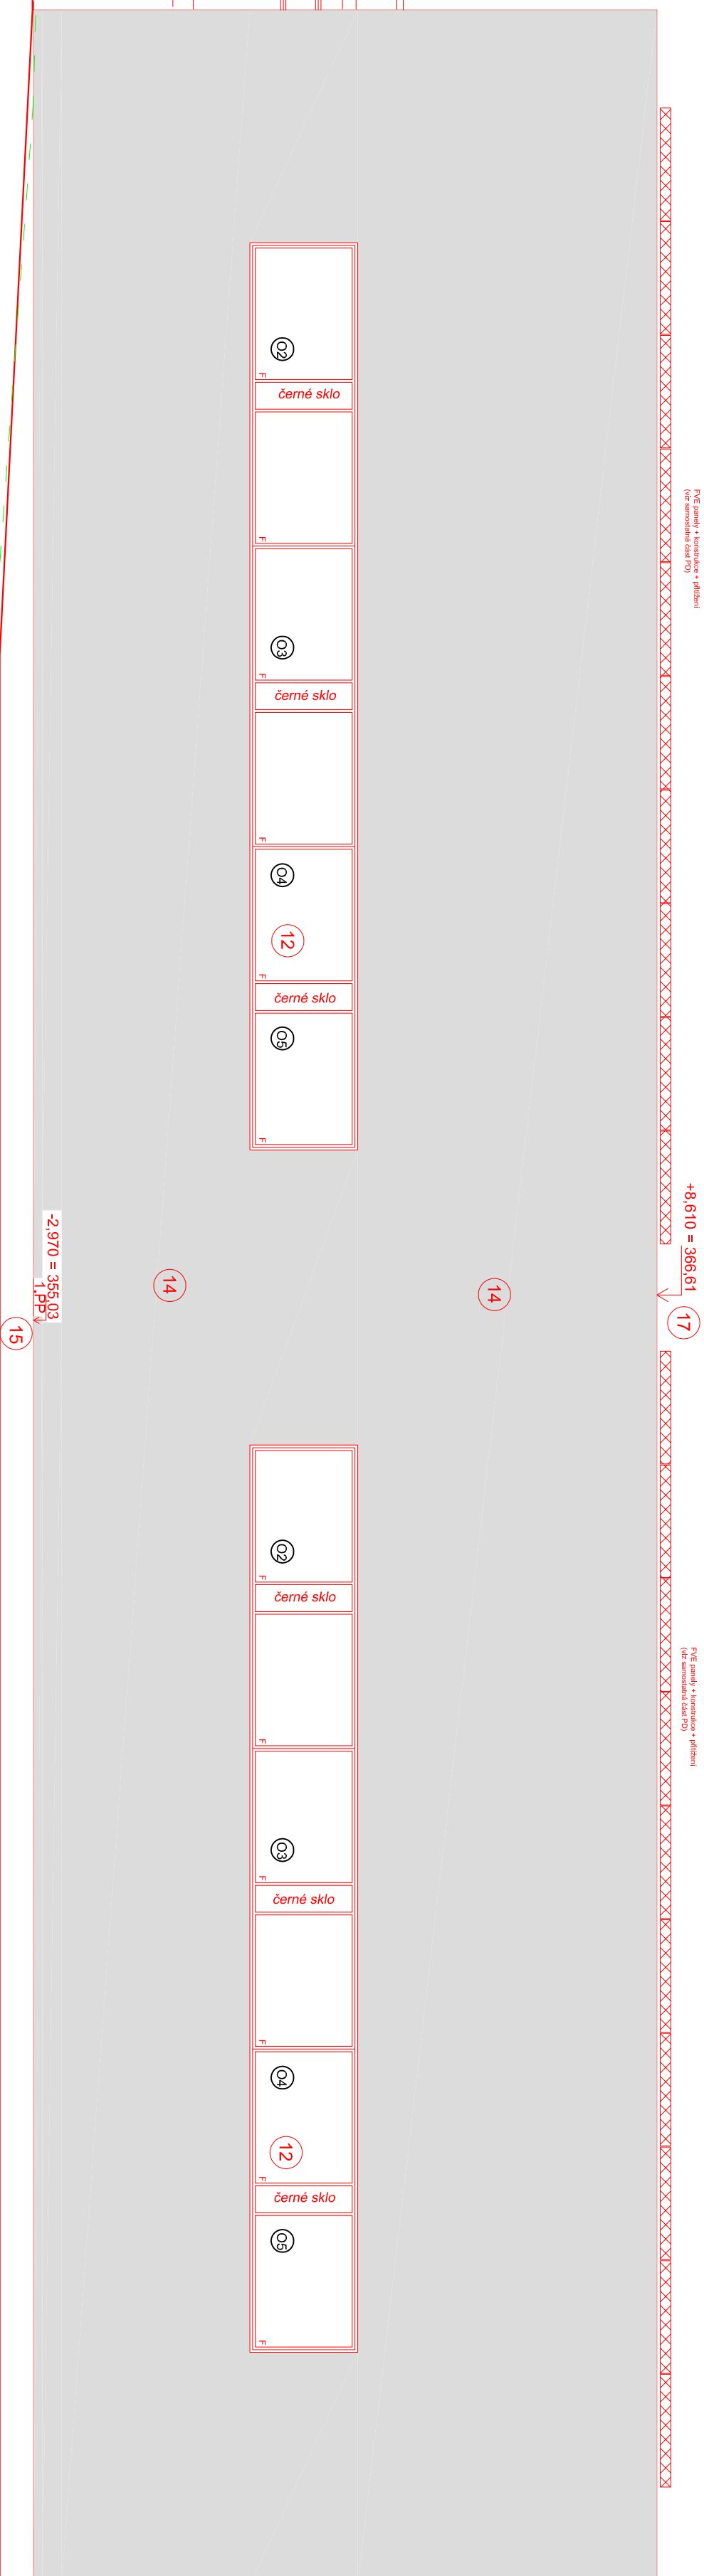 FVE panely + konstrukce + přitížení
(viz samostatná část PD)
FVE panely + konstrukce + přitížení
(viz samostatná část PD)
+8,610 = 366,61
17
14
14
O2
F
černé sklo
F
O3
F
černé sklo
F
O4
12
F
černé sklo
O5
F
O2
F
černé sklo
F
O3
F
černé sklo
F
O4
12
F
černé sklo
O5
F
-2,970 = 355,03
1.PP
15